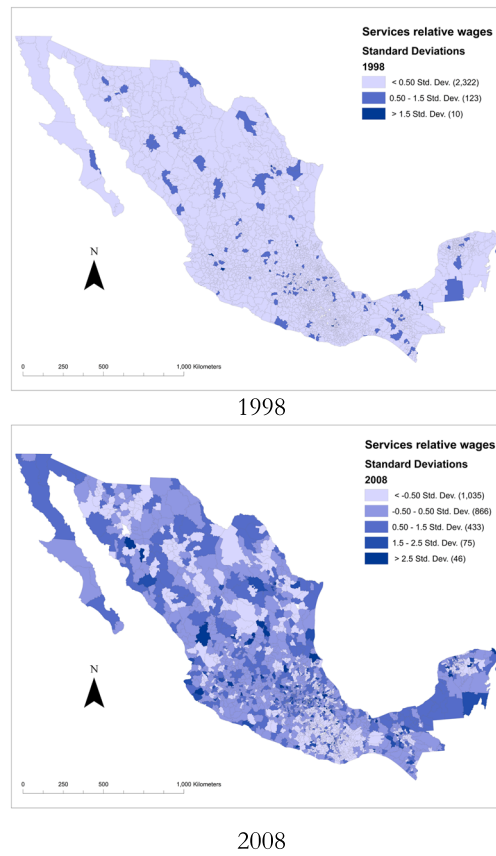 Services relative wages
Standard Deviations
1998
< 0.50 Std. Dev. (2,322)
0.50 - 1.5 Std. Dev. (123)
> 1.5 Std. Dev. (10)
N
0 250 500 1,000 Kilometers
1998
Services relative wages
Standard Deviations
2008
< -0.50 Std. Dev. (1,035)
-0.50 - 0.50 Std. Dev. (866)
0.50 - 1.5 Std. Dev. (433)
1.5 - 2.5 Std. Dev. (75)
> 2.5 Std. Dev. (46)
N
0 250 500 1,000 Kilometers
2008